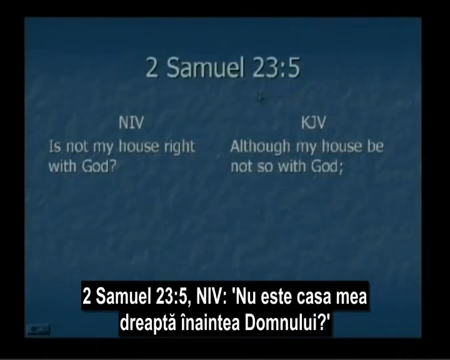 2 Samuel 23:5
NIV
Is not my house right
with God?
KJV
Although my house be
not so with God;
2 Samuel 23:5, NIV: 'Nu este casa mea
dreaptă înaintea Domnului?'